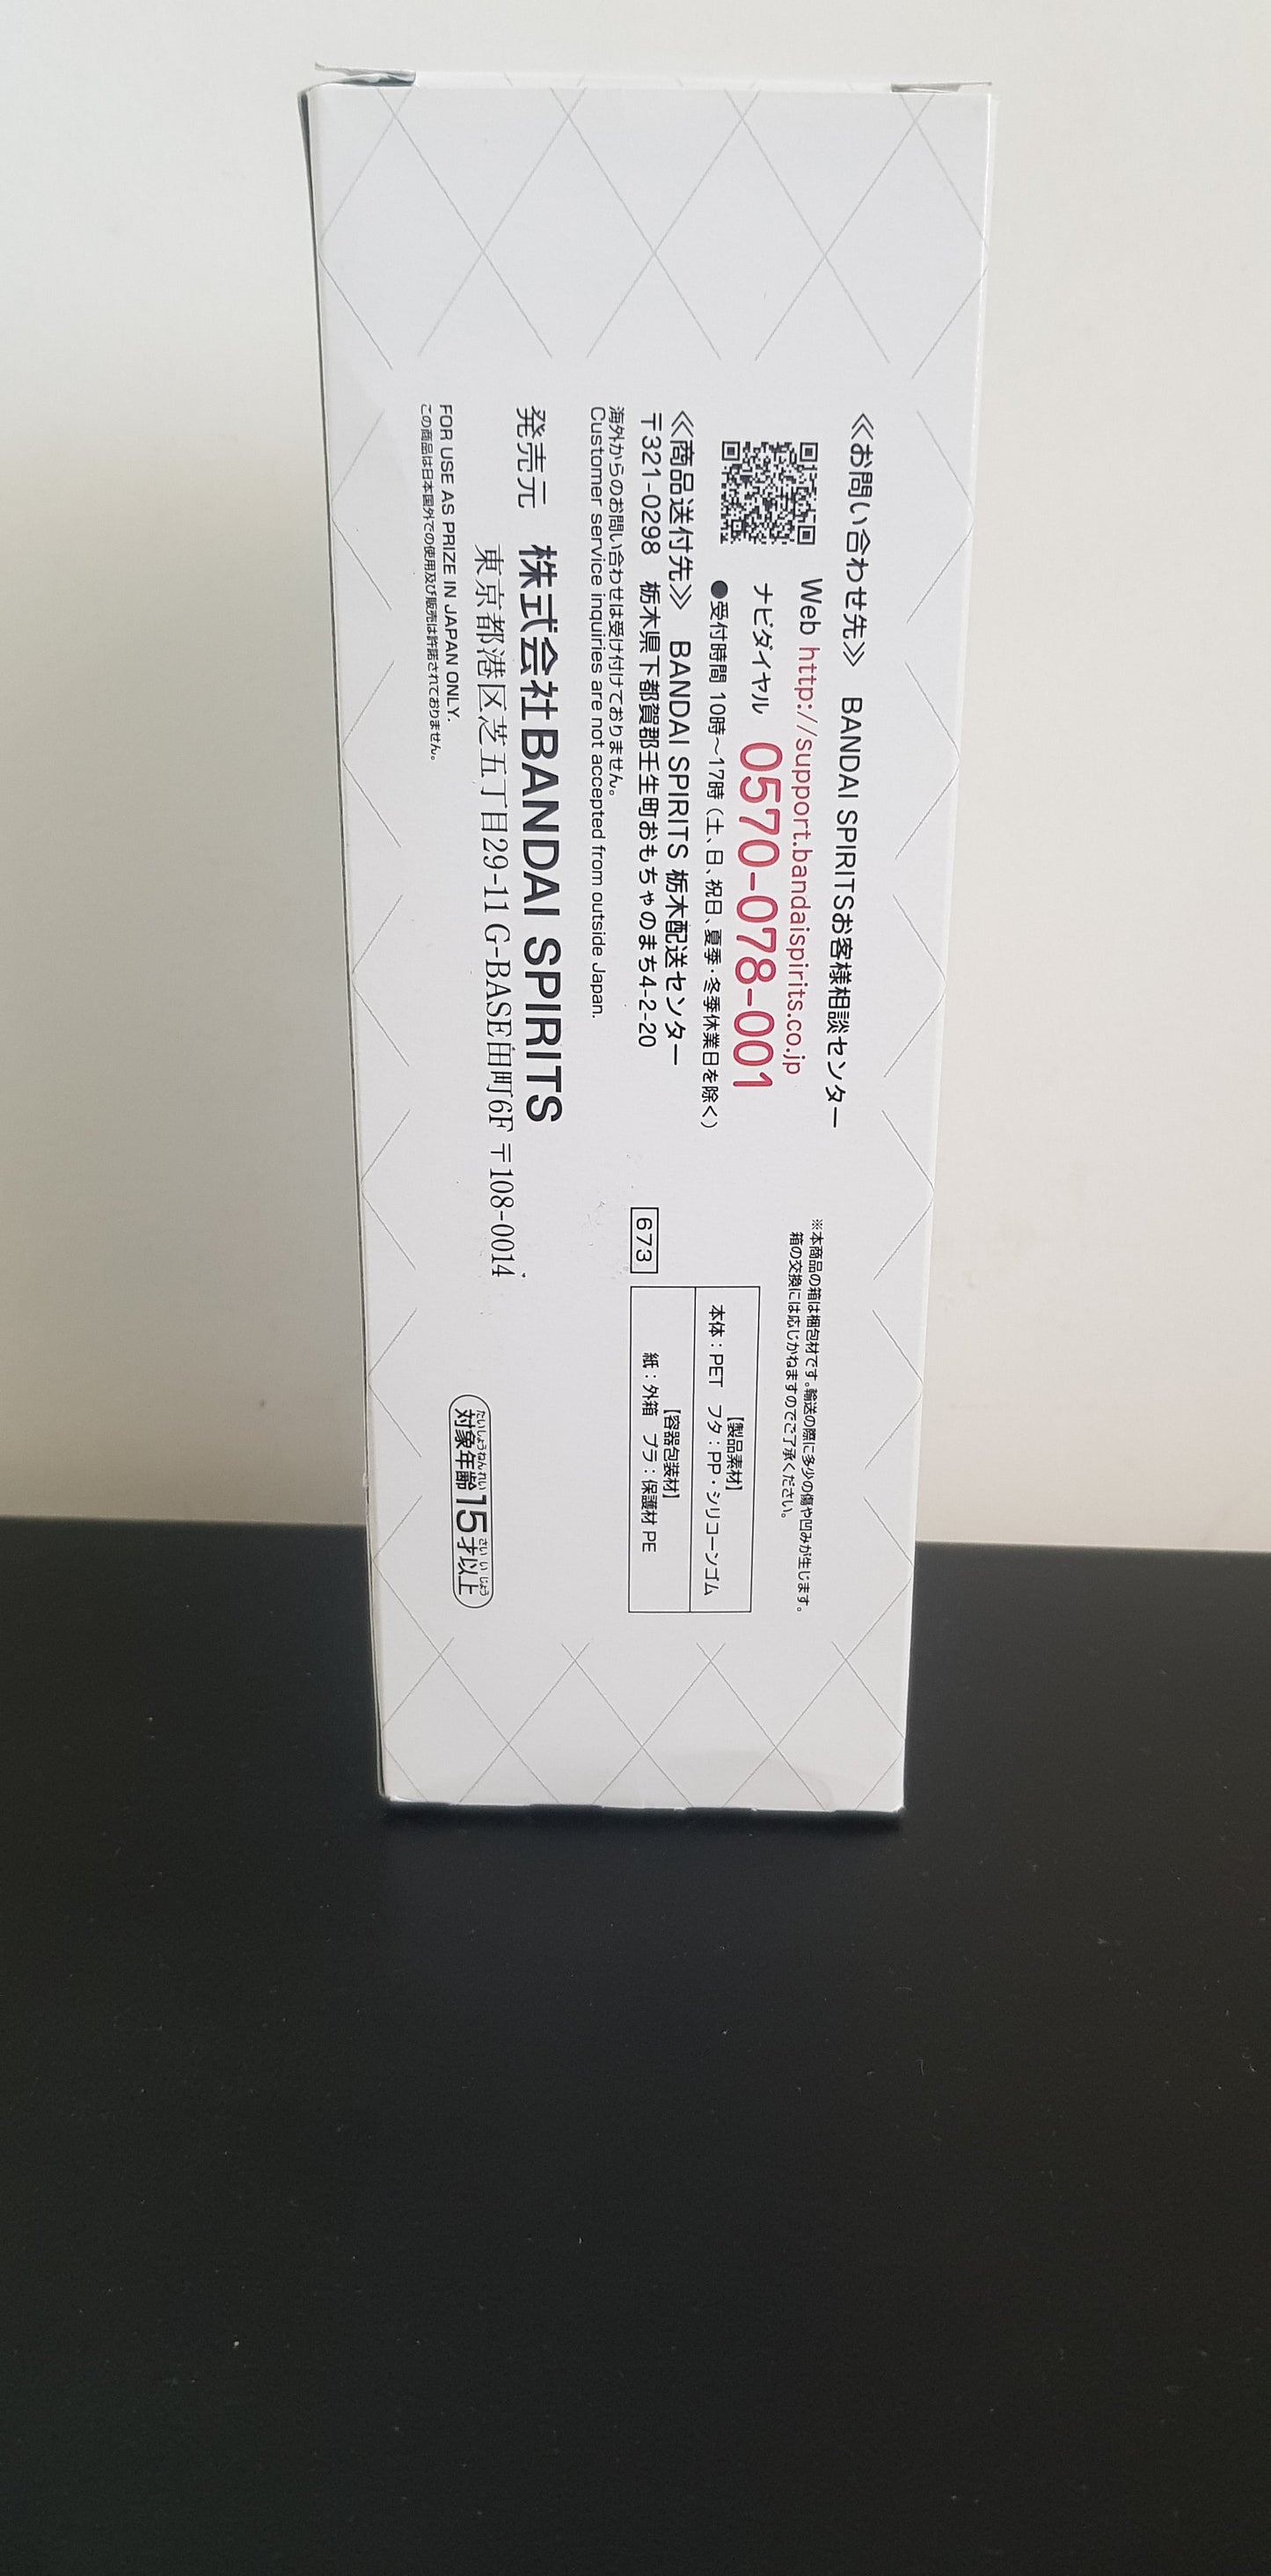 ≪お問い合わせ先≫ BANDAI SPIRITSお客様相談センター
Web http://support.bandaispirits.co.jp
ナビダイヤル 0570-078-001
●受付時間 10時～17時（土、日、祝日、夏季・冬季休業日を除く）
≪商品送付先≫ BANDAI SPIRITS 栃木配送センター
〒321-0298 栃木県下都賀郡壬生町おもちゃのまち4-2-20
海外からのお問い合わせは受け付けておりません。
Customer service inquiries are not accepted from outside Japan.
発売元 株式会社BANDAI SPIRITS
東京都港区芝五丁目29-11 G-BASE田町6F 〒108-0014
FOR USE AS PRIZE IN JAPAN ONLY.
この商品は日本国外での使用及び販売は許諾されておりません。
※本商品の箱は梱包材です。輸送の際に多少の傷や凹みが生じます。
箱の交換には応じかねますのでご了承ください。
【製品素材】
本体：PET フタ：PP・シリコーンゴム
【容器包装材】
紙：外箱 プラ：保護材 PE
673
たいしょうねんれい さい い じょう
対象年齢15才以上